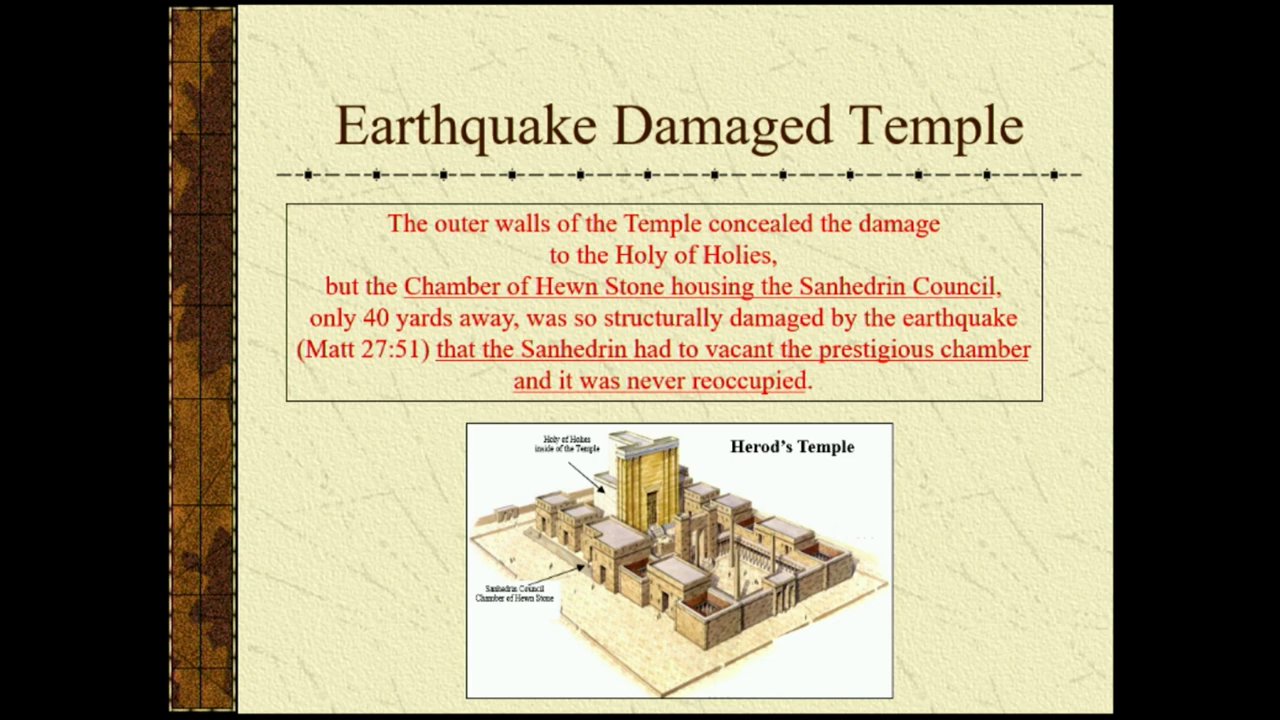 Earthquake Damaged Temple
The outer walls of the Temple concealed the damage
to the Holy of Holies,
but the Chamber of Hewn Stone housing the Sanhedrin Council,
only 40 yards away, was so structurally damaged by the earthquake
(Matt 27:51) that the Sanhedrin had to vacant the prestigious chamber
and it was never reoccupied.
Holy of Holies
inside of the Temple
Herod's Temple
Sanhedrin Council
Chamber of Hewn Stone